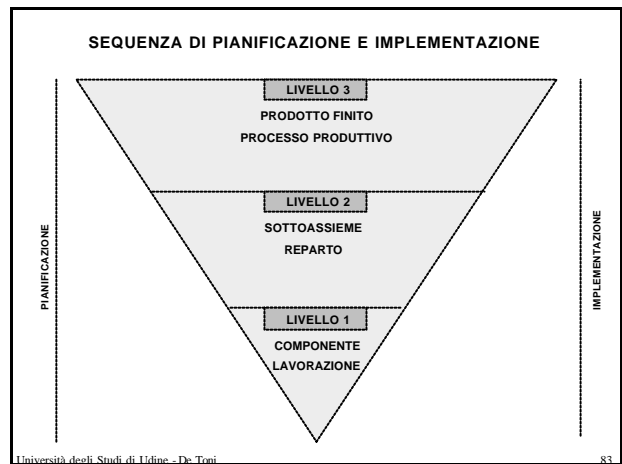 SEQUENZA DI PIANIFICAZIONE E IMPLEMENTAZIONE
LIVELLO 3
PRODOTTO FINITO
PROCESSO PRODUTTIVO
LIVELLO 2
SOTTOASSIEME
REPARTO
PIANIFICAZIONE
IMPLEMENTAZIONE
LIVELLO 1
COMPONENTE
LAVORAZIONE
Università degli Studi di Udine - De Toni
83